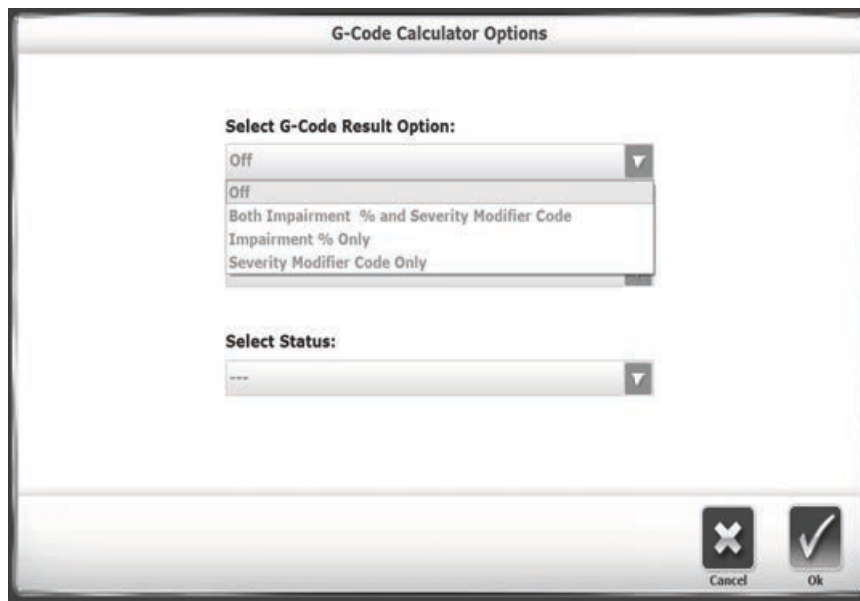 G-Code Calculator Options
Select G-Code Result Option:
Off
Off
Both Impairment % and Severity Modifier Code
Impairment % Only
Severity Modifier Code Only
Select Status:
---
Cancel
Ok